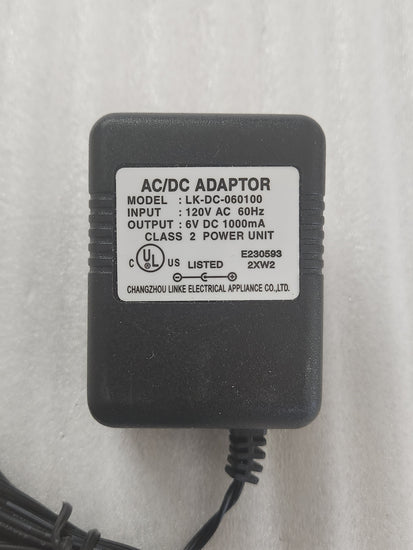 AC/DC ADAPTOR
MODEL : LK-DC-060100
INPUT : 120V AC 60Hz
OUTPUT : 6V DC 1000mA
CLASS 2 POWER UNIT
C UL US LISTED E230593
2XW2
CHANGZHOU LINKE ELECTRICAL APPLIANCE CO.,LTD.